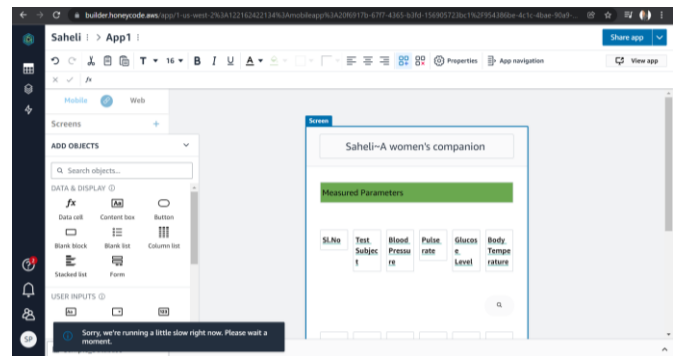 builder.honeycode.aws/app/1-us-west-2%3A122162422134%3Amobileapp%3A20f6917b-67f7-4365-b3fd-156905723bc1%2F954386be-4c1c-4bae-90a9-...
Saheli > App1
Share app
T 16 B I U A Properties App navigation View app
fx
Mobile Web
Screens +
ADD OBJECTS
Search objects...
DATA & DISPLAY
fx Aa
Data cell Content box Button
Blank block Blank list Column list
Stacked list Form
USER INPUTS
SP
Sorry, we're running a little slow right now. Please wait a
moment.
Screen
Saheli~A women's companion
Measured Parameters
Sl.No Test Blood Pulse Glucos Body
Subjec Pressu rate e Tempe
t re Level rature